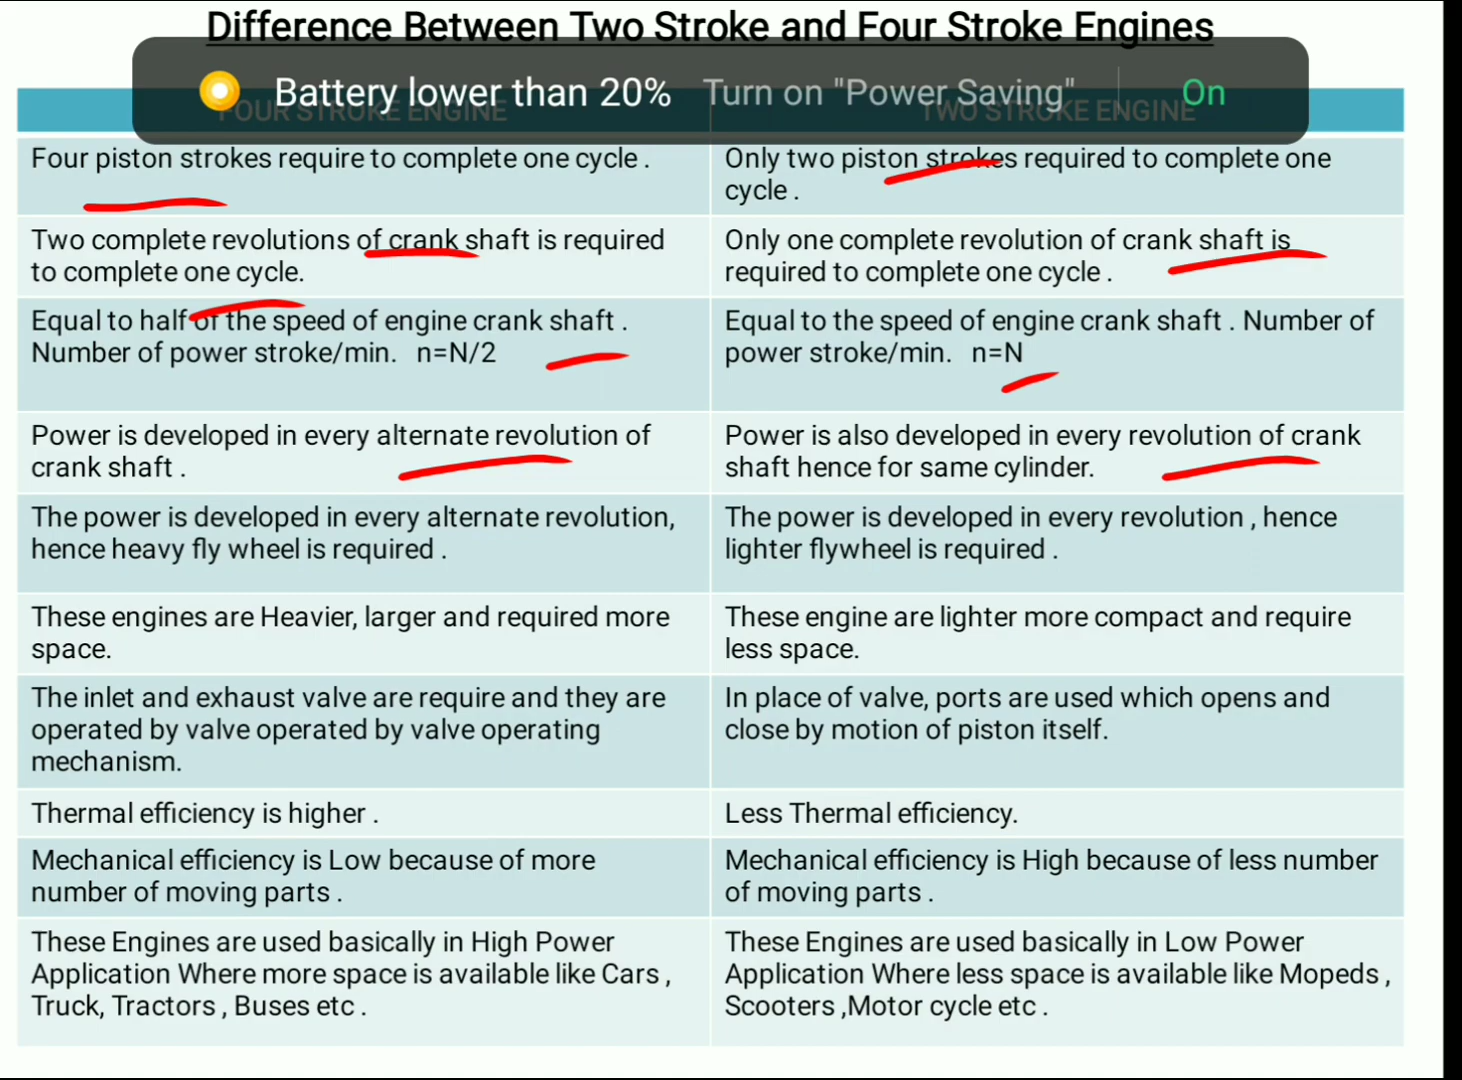 Difference Between Two Stroke and Four Stroke Engines
Battery lower than 20% Turn on "Power Saving" On
FOUR STROKE ENGINE
TWO STROKE ENGINE
Four piston strokes require to complete one cycle .
Only two piston strokes required to complete one
cycle .
Two complete revolutions of crank shaft is required
to complete one cycle.
Only one complete revolution of crank shaft is
required to complete one cycle .
Equal to half of the speed of engine crank shaft .
Number of power stroke/min. n=N/2
Equal to the speed of engine crank shaft . Number of
power stroke/min. n=N
Power is developed in every alternate revolution of
crank shaft .
Power is also developed in every revolution of crank
shaft hence for same cylinder.
The power is developed in every alternate revolution,
hence heavy fly wheel is required .
The power is developed in every revolution , hence
lighter flywheel is required .
These engines are Heavier, larger and required more
space.
These engine are lighter more compact and require
less space.
The inlet and exhaust valve are require and they are
operated by valve operated by valve operating
mechanism.
In place of valve, ports are used which opens and
close by motion of piston itself.
Thermal efficiency is higher .
Less Thermal efficiency.
Mechanical efficiency is Low because of more
number of moving parts .
Mechanical efficiency is High because of less number
of moving parts .
These Engines are used basically in High Power
Application Where more space is available like Cars ,
Truck, Tractors , Buses etc .
These Engines are used basically in Low Power
Application Where less space is available like Mopeds ,
Scooters ,Motor cycle etc .